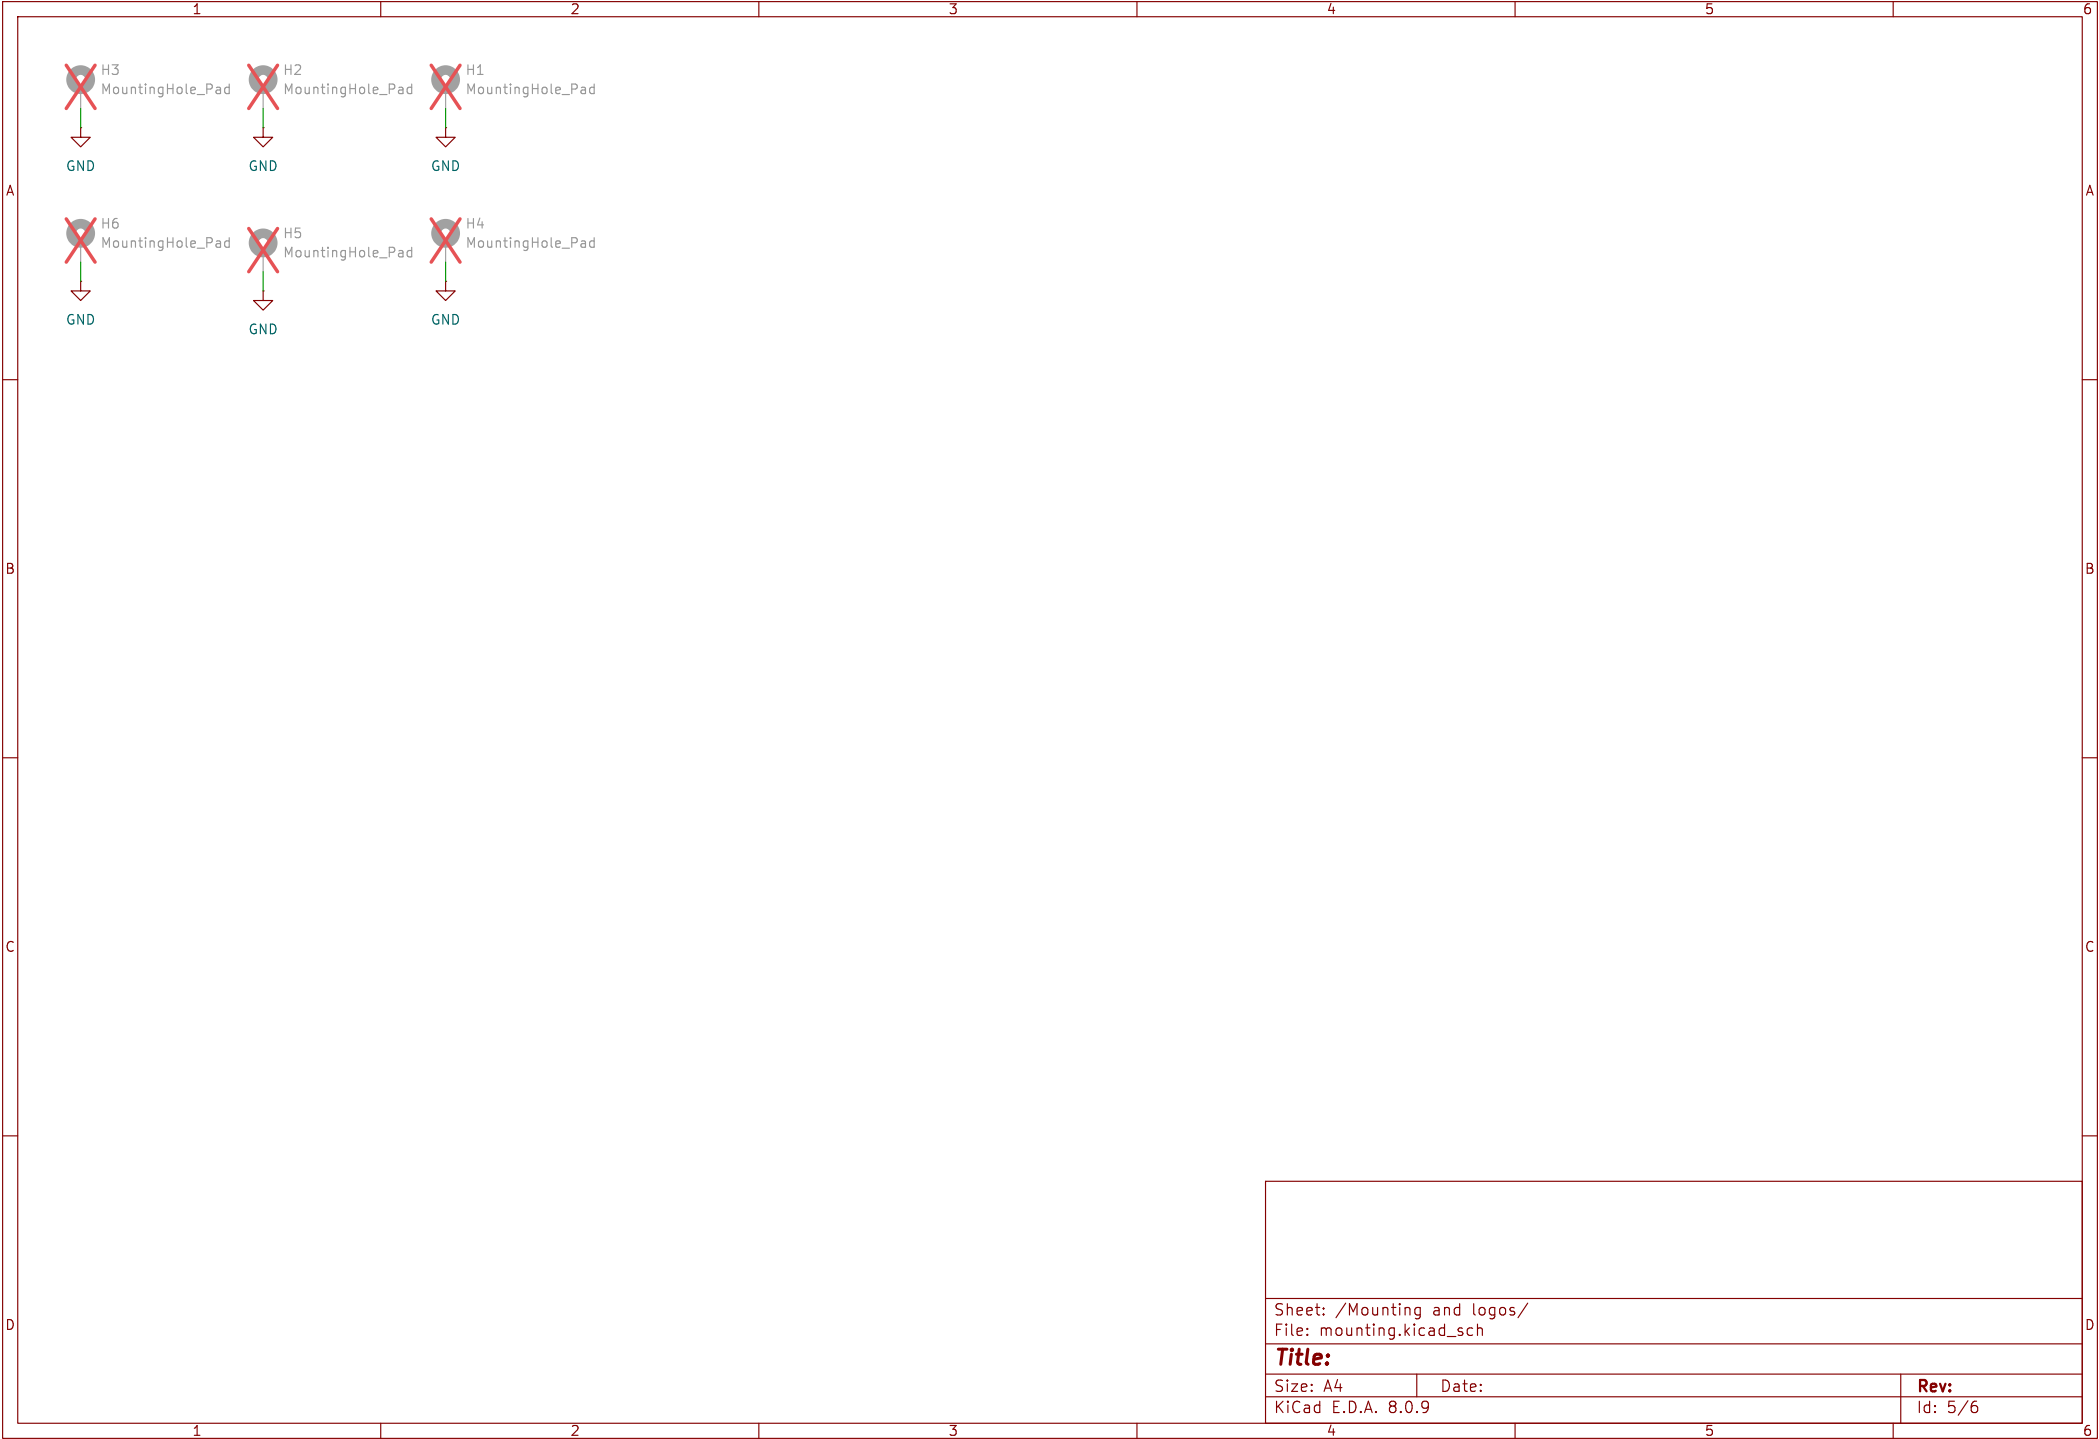 1 2 3 4 5 6
H3
MountingHole_Pad
H2
MountingHole_Pad
H1
MountingHole_Pad
GND GND GND
A A
H6
MountingHole_Pad
H5
MountingHole_Pad
H4
MountingHole_Pad
GND GND GND
B B
C C
Sheet: /Mounting and logos/
D D
File: mounting.kicad_sch
Title:
Size: A4 Date: Rev:
KiCad E.D.A. 8.0.9 Id: 5/6
1 2 3 4 5 6